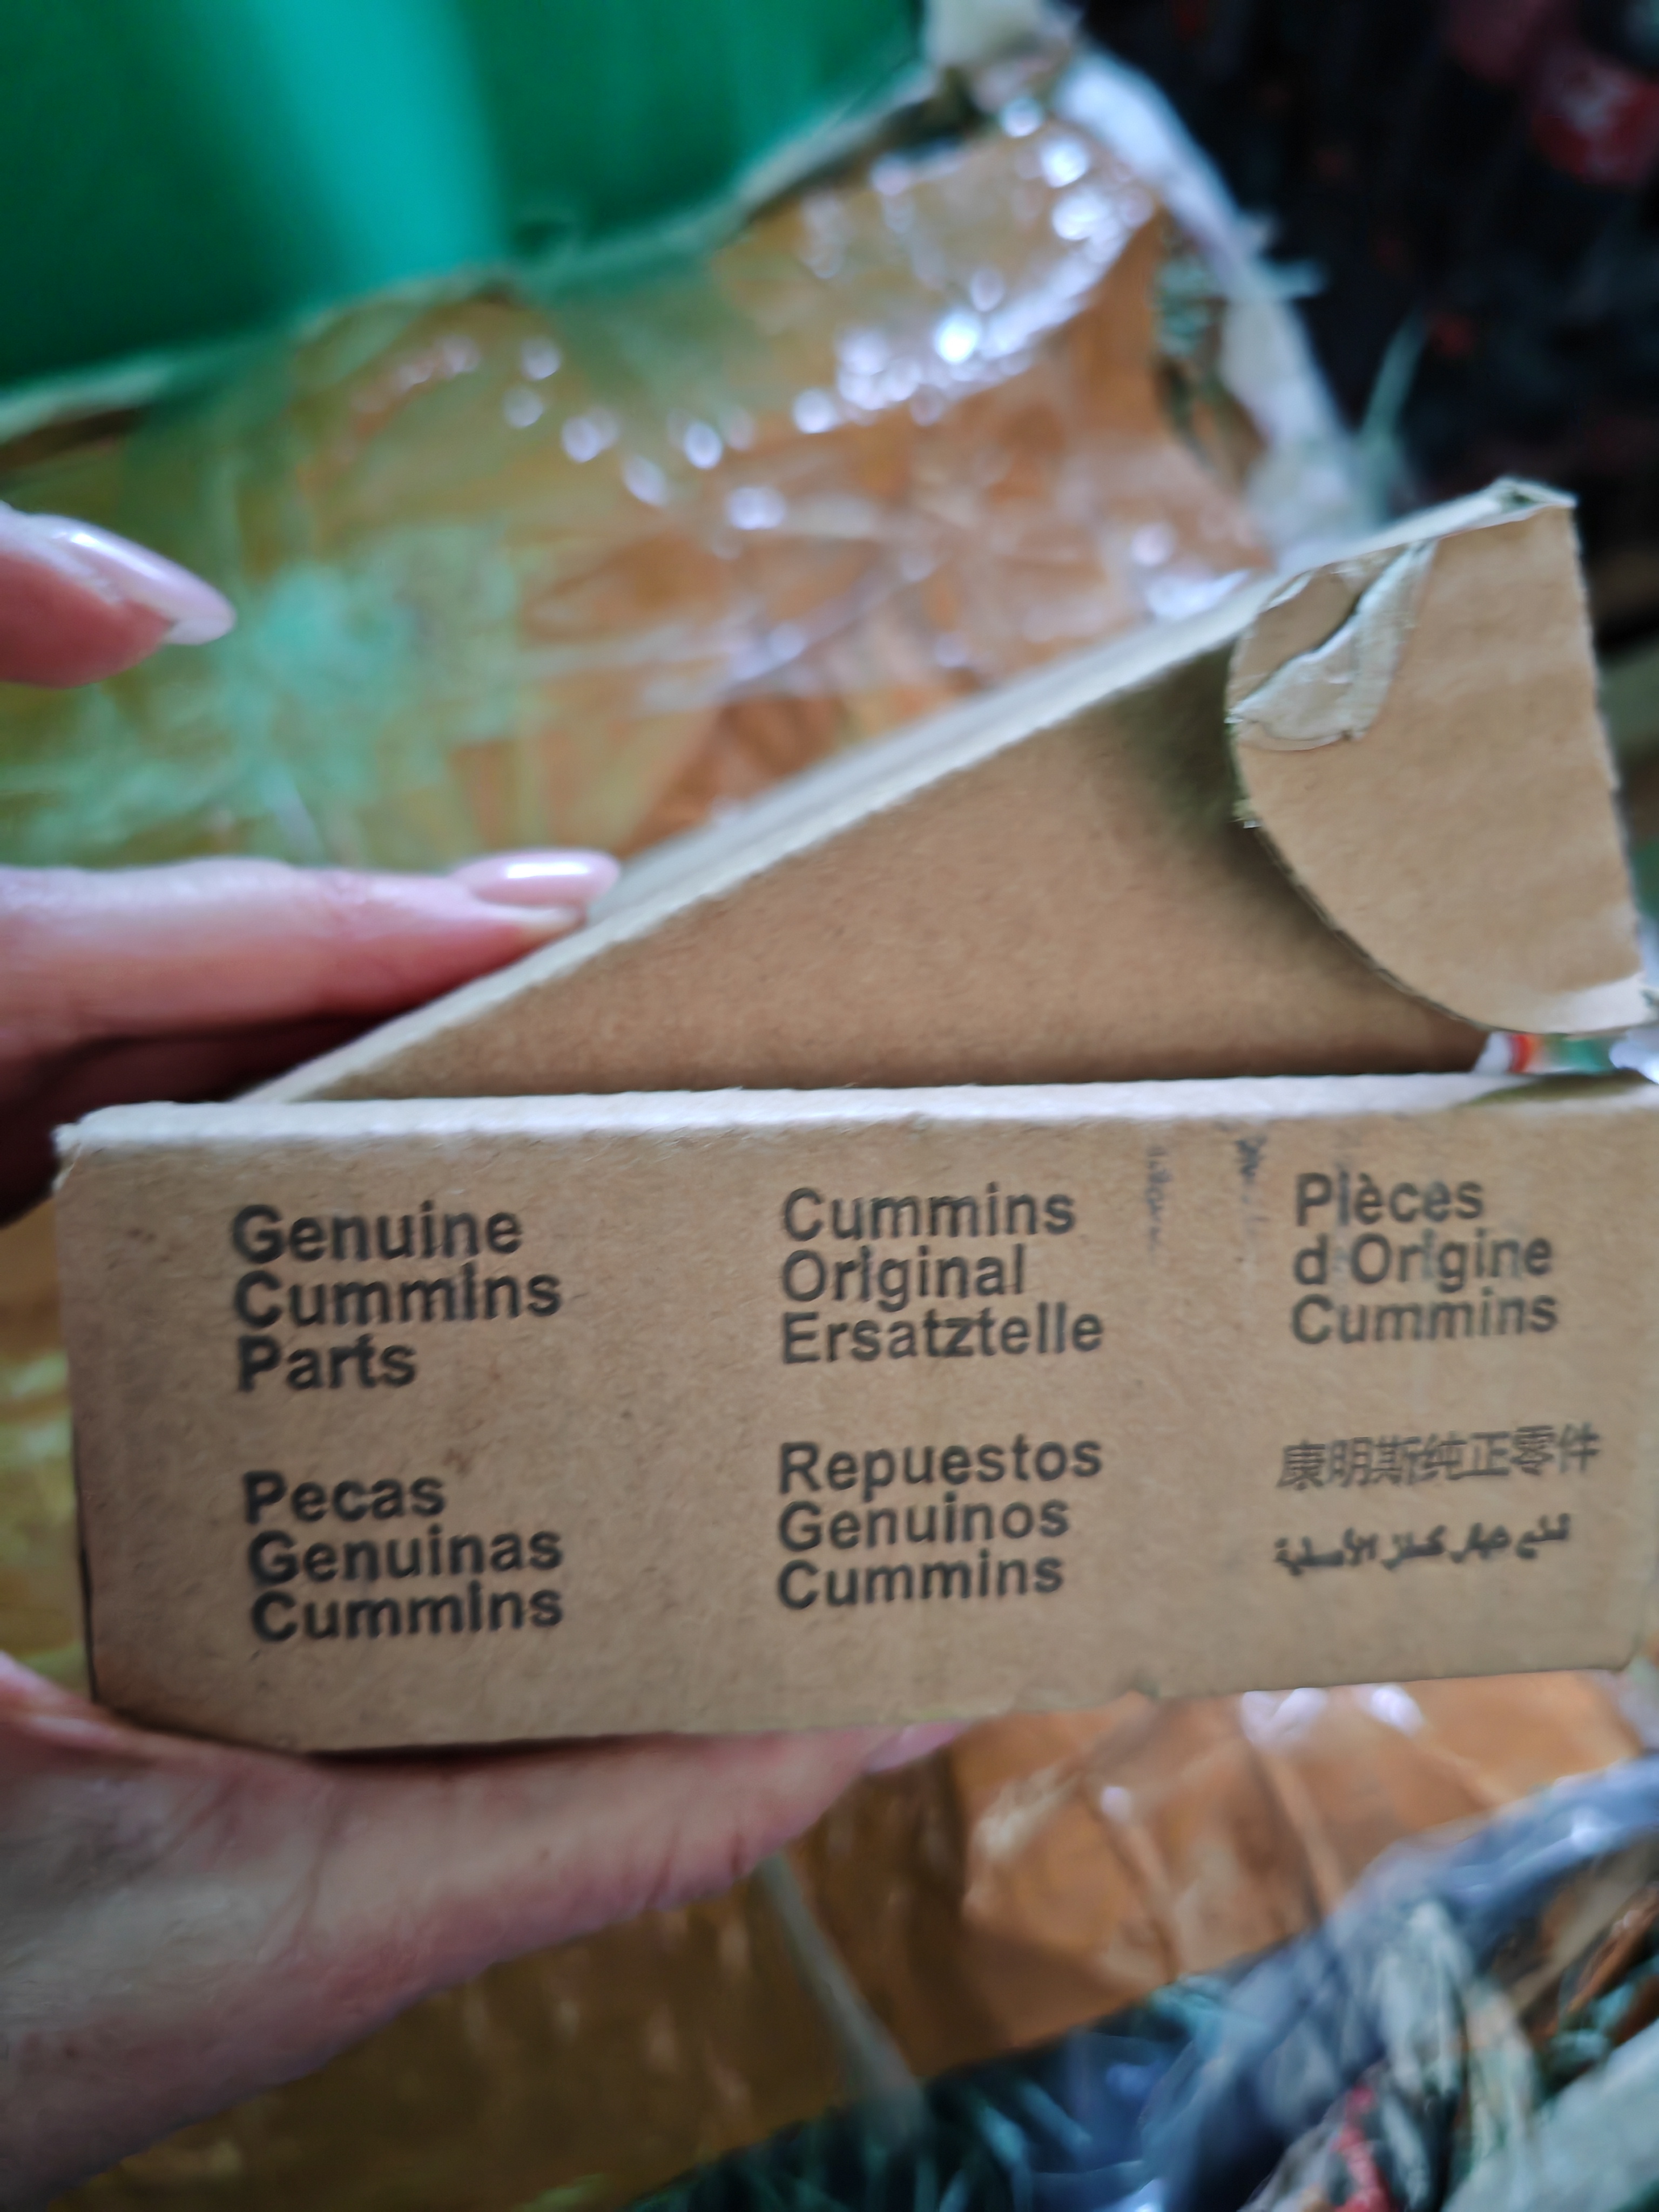 Genuine
Cummins
Parts
Cummins
Original
Ersatztelle
Pièces
d'Origine
Cummins
Pecas
Genuinas
Cummins
Repuestos
Genuinos
Cummins
康明斯纯正零件